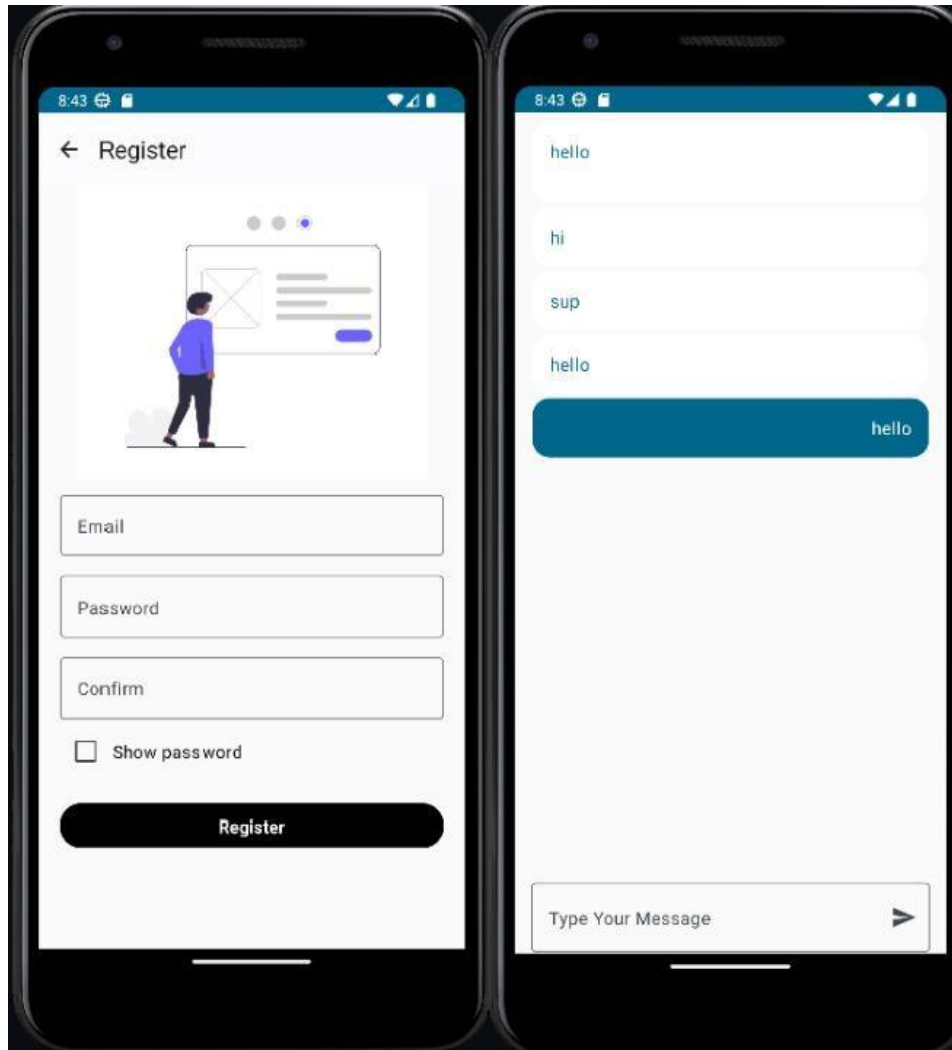 8:43
Register
Email
Password
Confirm
Show password
Register
8:43
hello
hi
sup
hello
hello
Type Your Message